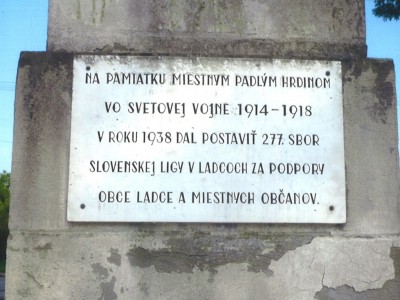 NA PAMIATKU MIESTNYM PADLÝM HRDINOM
VO SVETOVEJ VOJNE 1914-1918
V ROKU 1938 DAL POSTAVIŤ 277. SBOR
SLOVENSKEJ LIGY V LADCOCH ZA PODPORY
OBCE LADCE A MIESTNYCH OBČANOV.